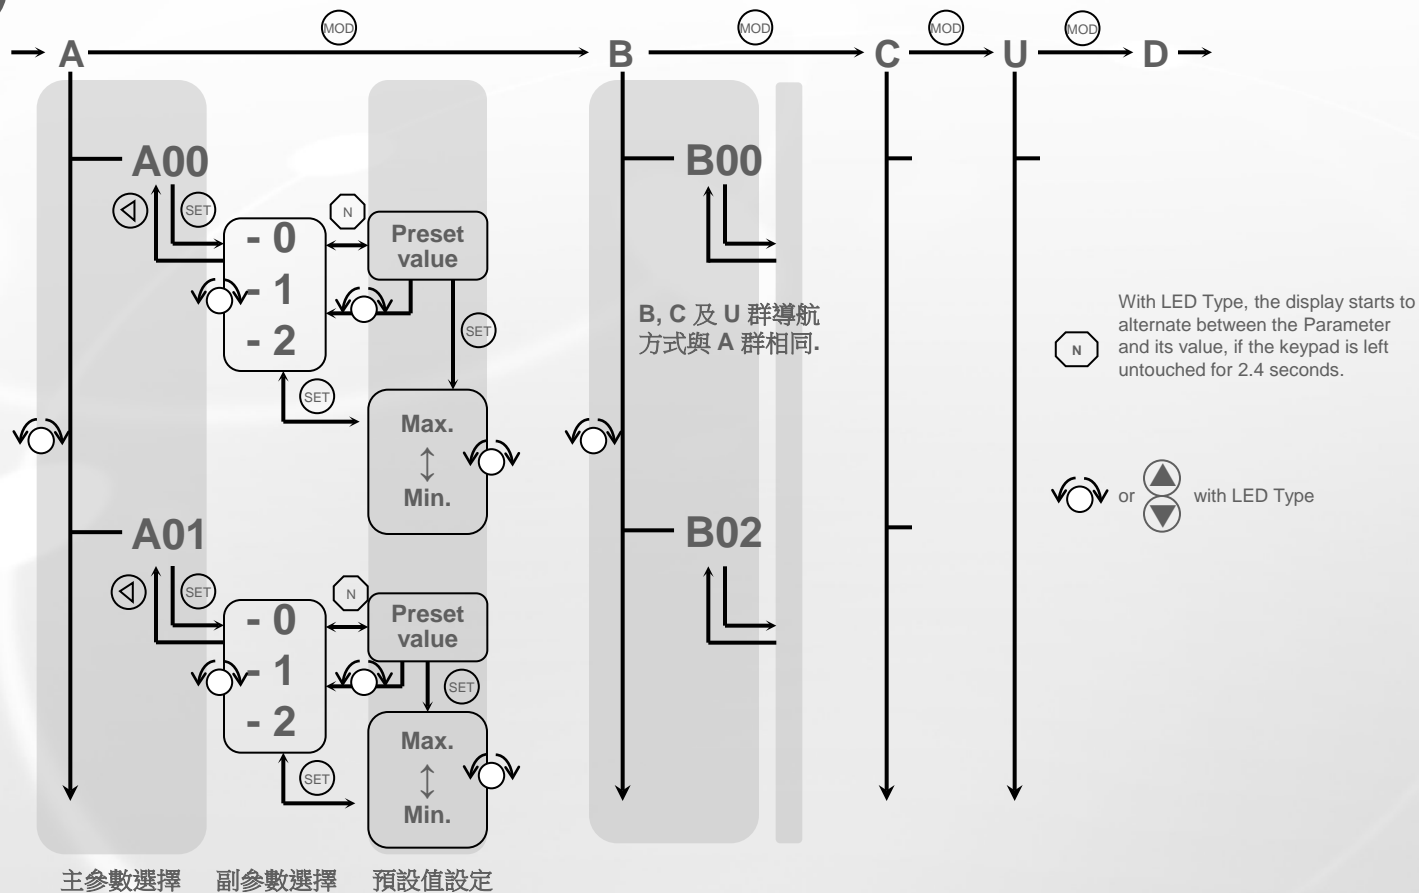 MOD
MOD
MOD
MOD
A
B
C
U
D
A00
SET
N
- 0
- 1
- 2
Preset
value
SET
SET
Max.
Min.
A01
SET
N
- 0
- 1
- 2
Preset
value
SET
SET
Max.
Min.
B00
B, C 及 U 群導航
方式與 A 群相同.
B02
With LED Type, the display starts to
alternate between the Parameter
N
and its value, if the keypad is left
untouched for 2.4 seconds.
or
with LED Type
主參數選擇
副參數選擇
預設值設定